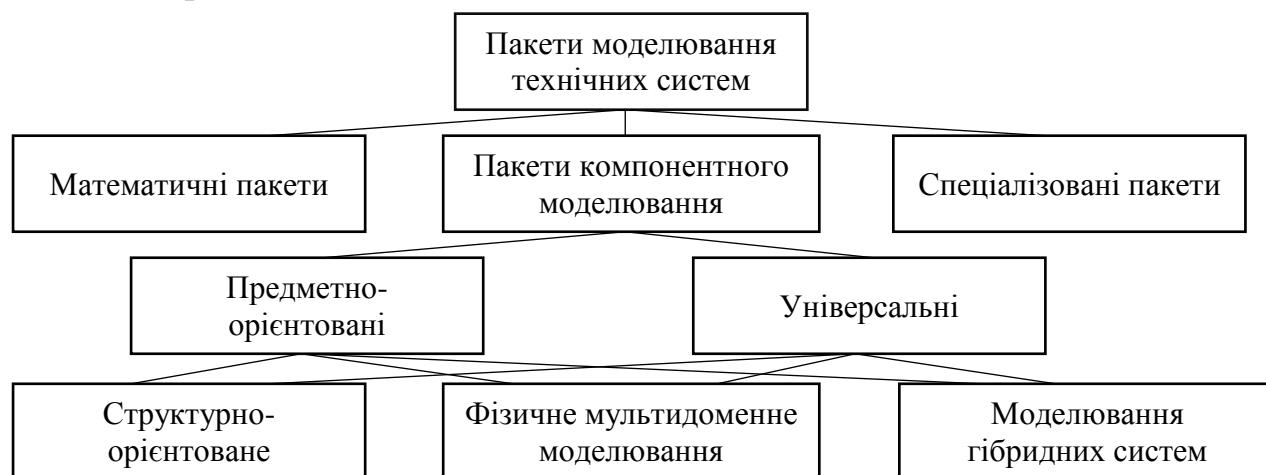 Пакети моделювання
технічних систем
Математичні пакети
Пакети компонентного
моделювання
Спеціалізовані пакети
Предметно-
орієнтовані
Універсальні
Структурно-
орієнтоване
Фізичне мультидоменне
моделювання
Моделювання
гібридних систем